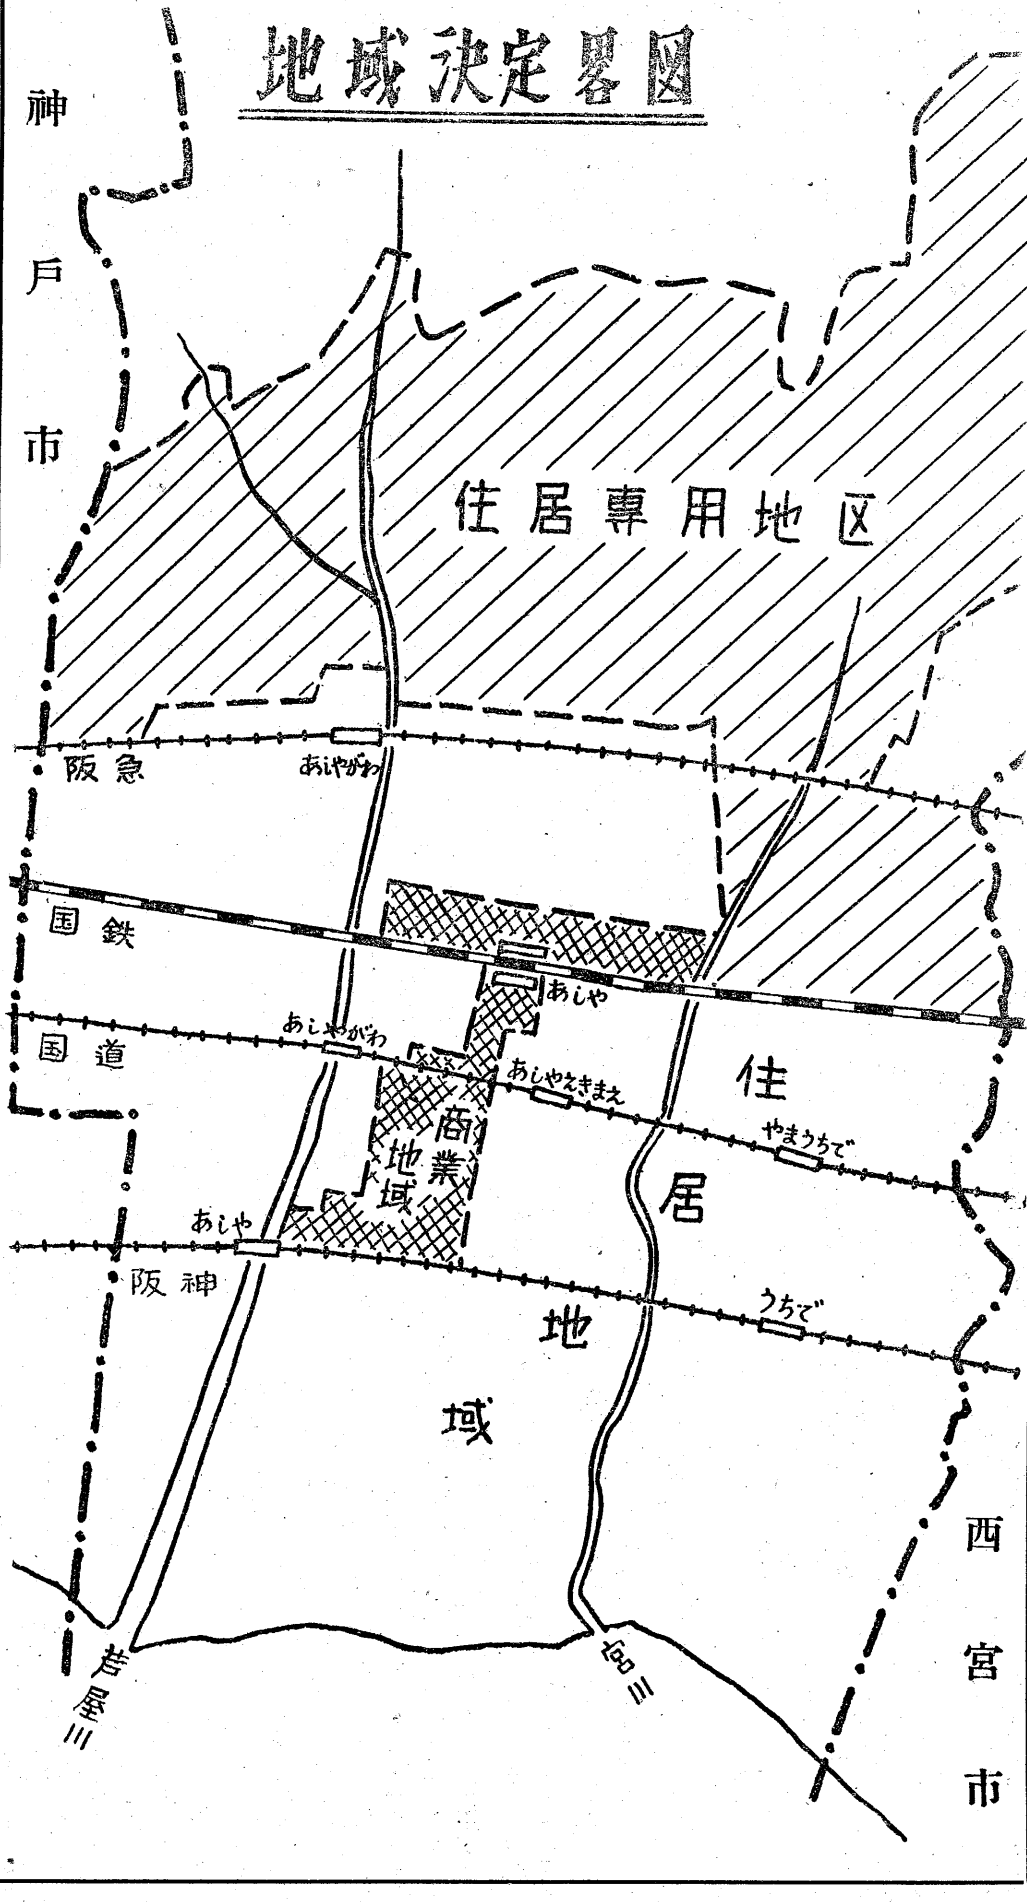 地域決定畧図
神戸市
住居専用地区
阪急
あしやがわ
国鉄
あしや
国道
あしやがわ
あしやえきまえ
やまうちで
商業
地域
住居地域
あしや
阪神
うちで
芦屋川
宮川
西宮市